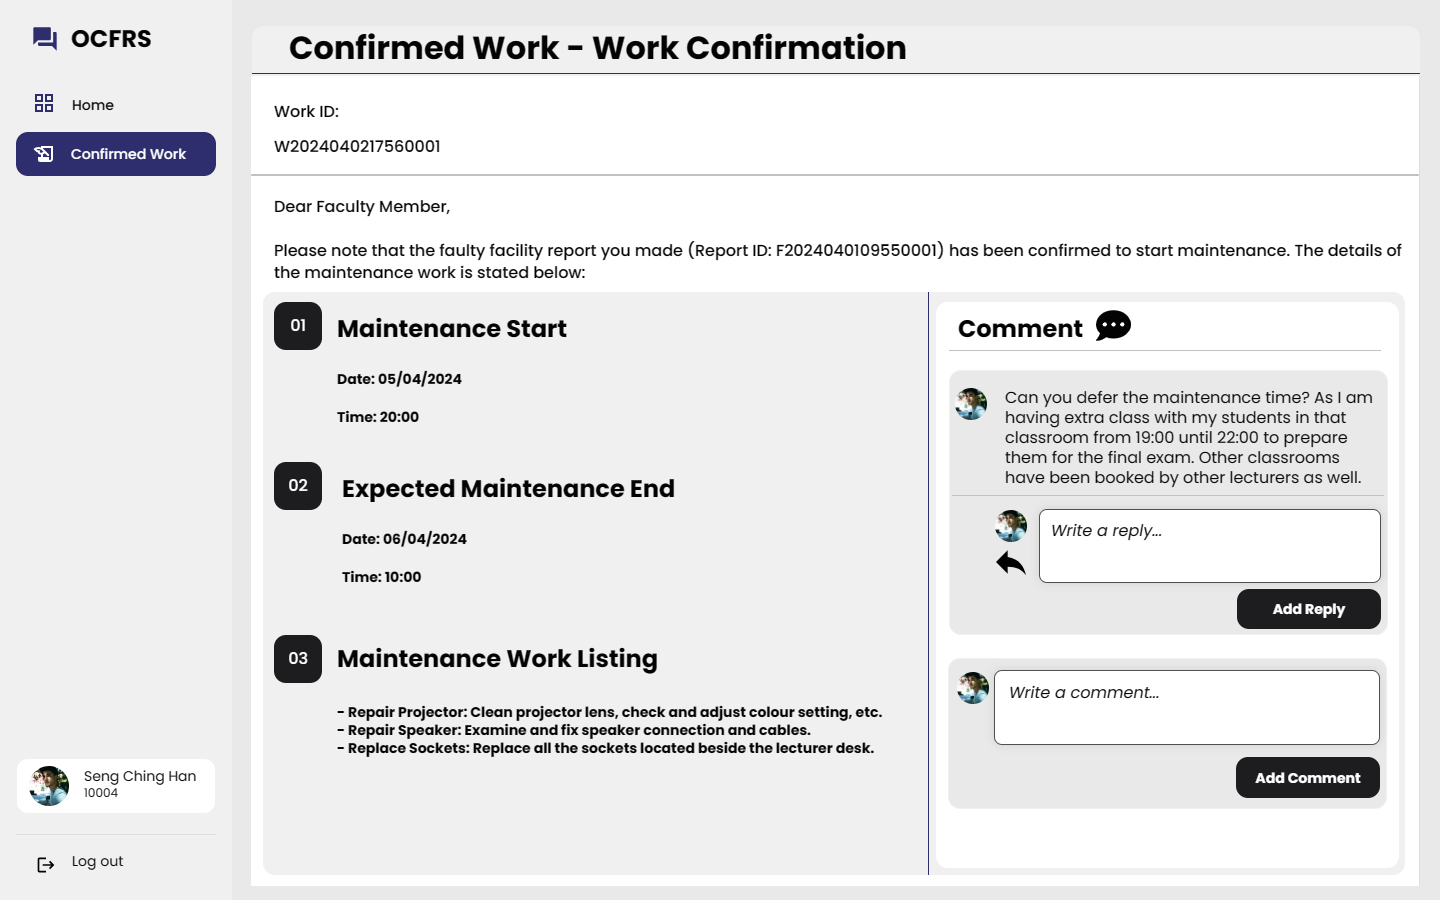 OCFRS
Home
Confirmed Work
Seng Ching Han
10004
Log out
Confirmed Work - Work Confirmation
Work ID:
W2024040217560001
Dear Faculty Member,
Please note that the faulty facility report you made (Report ID: F2024040109550001) has been confirmed to start maintenance. The details of
the maintenance work is stated below:
01
Maintenance Start
Date: 05/04/2024
Time: 20:00
02
Expected Maintenance End
Date: 06/04/2024
Time: 10:00
03
Maintenance Work Listing
- Repair Projector: Clean projector lens, check and adjust colour setting, etc.
- Repair Speaker: Examine and fix speaker connection and cables.
- Replace Sockets: Replace all the sockets located beside the lecturer desk.
Comment
Can you defer the maintenance time? As I am
having extra class with my students in that
classroom from 19:00 until 22:00 to prepare
them for the final exam. Other classrooms
have been booked by other lecturers as well.
Write a reply...
Add Reply
Write a comment...
Add Comment